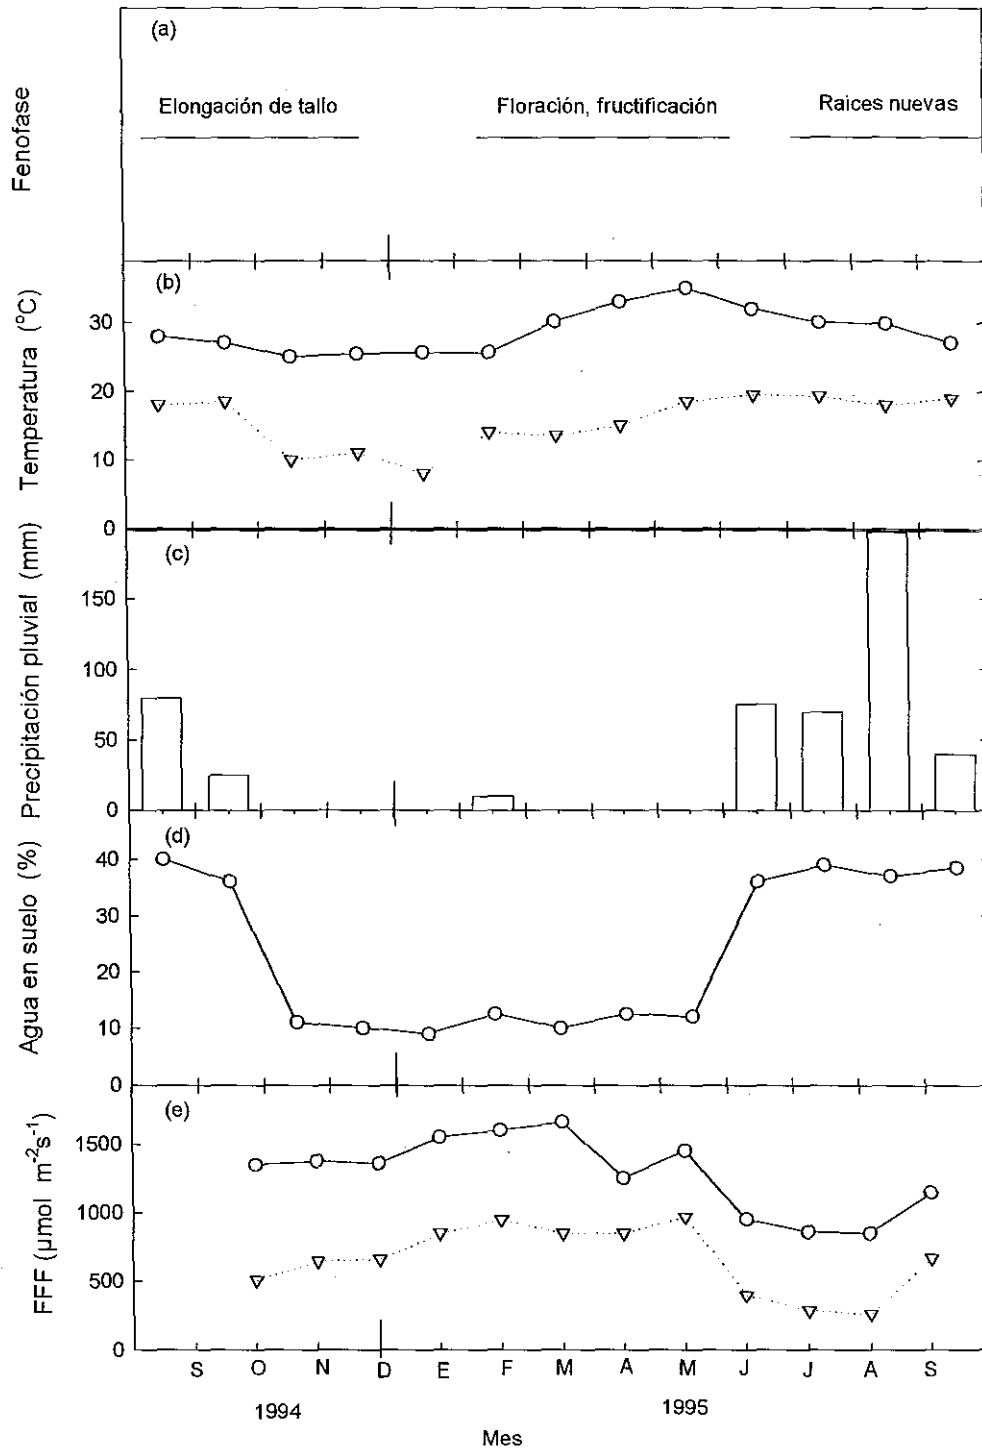 (a)
Fenofase
Elongación de tallo
Floración, fructificación
Raices nuevas
(b)
Temperatura (°C)
30
20
10
0
(c)
Precipitación pluvial (mm)
150
100
50
0
(d)
Agua en suelo (%)
40
30
20
10
0
(e)
FFF (μmol m-2s-1)
1500
1000
500
0
S O N D E F M A M J J A S
1994 1995
Mes